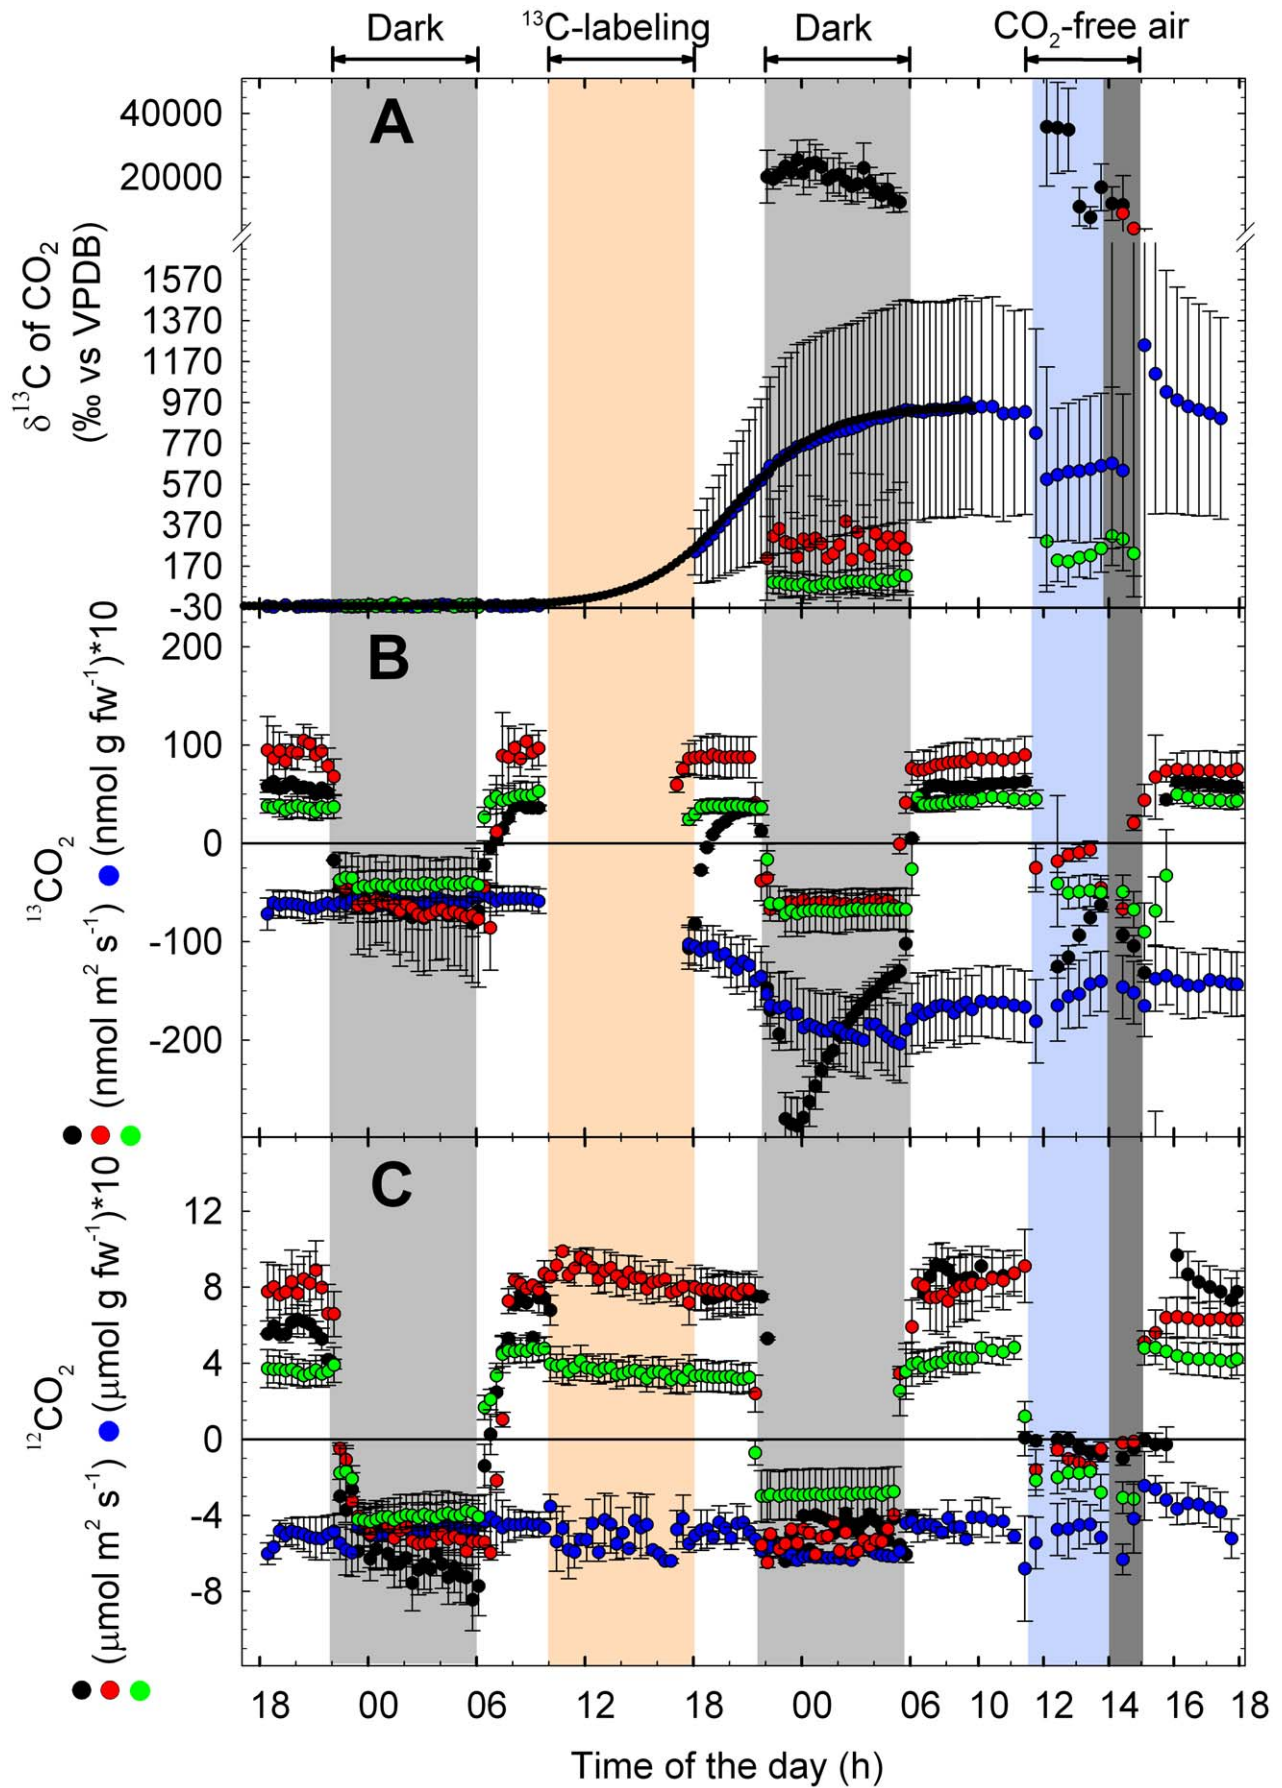 Dark
¹³C-labeling
Dark
CO₂-free air
A
40000
20000
1570
1370
1170
970
770
570
370
170
-30
δ¹³C of CO₂
(‰ vs VPDB)
B
200
100
0
-100
-200
¹³CO₂
(nmol m² s⁻¹) (nmol g fw⁻¹)*10
C
12
8
4
0
-4
-8
¹²CO₂
(μmol m² s⁻¹) (μmol g fw⁻¹)*10
18 00 06 12 18 00 06 10 12 14 16 18
Time of the day (h)